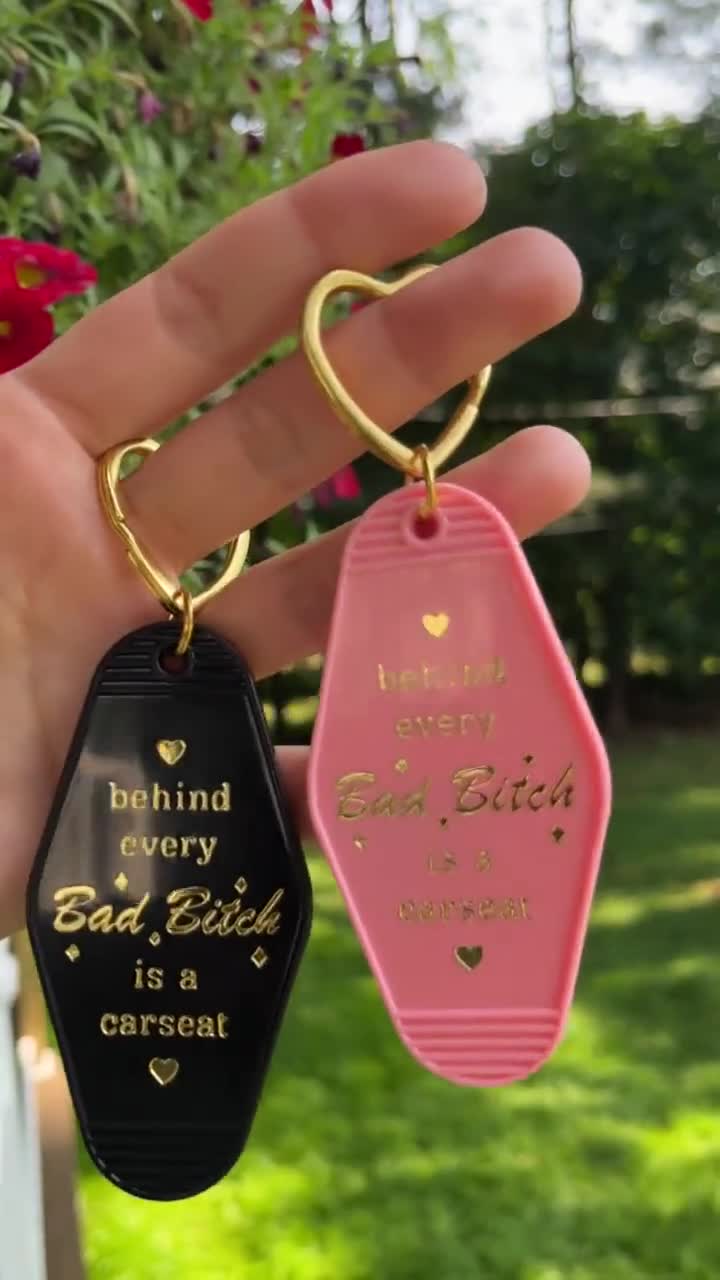 behind
every
Bad Bitch
is a
carseat
behind
every
Bad Bitch
is a
carseat